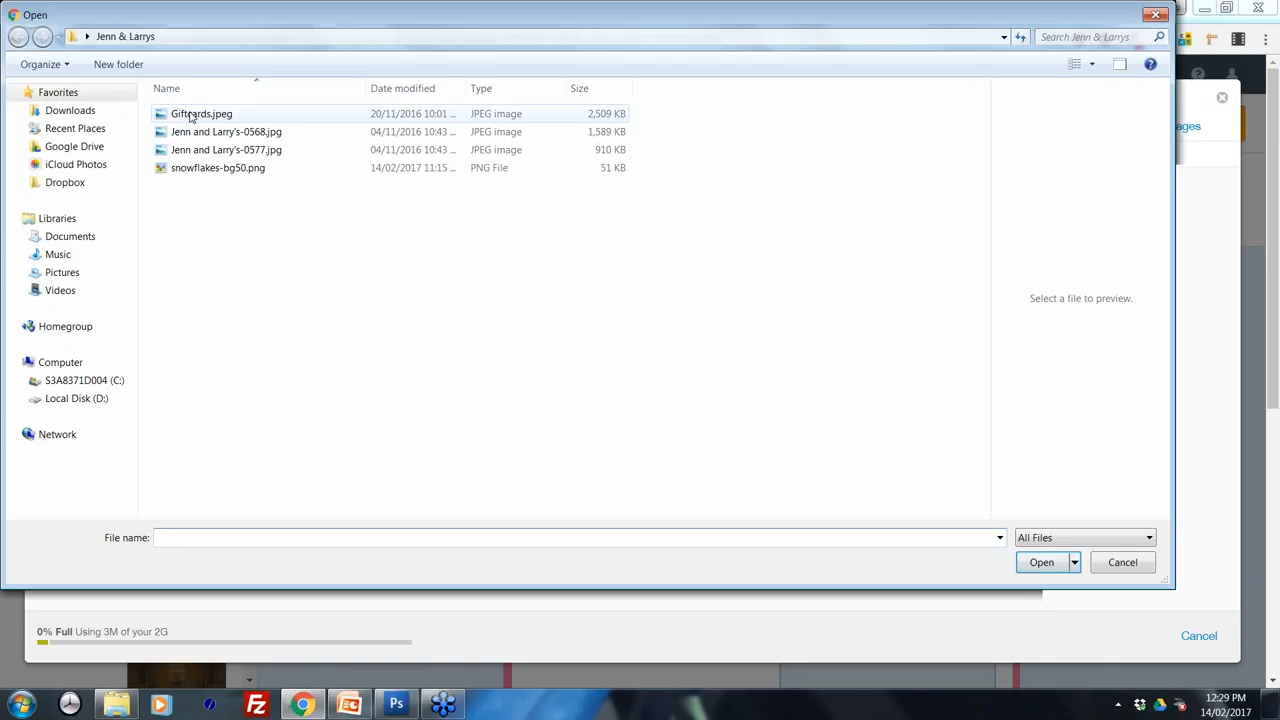 Open
Jenn & Larrys
Search Jenn & Larrys
Organize
New folder
Name
Date modified
Type
Size
Favorites
Downloads
Recent Places
Google Drive
iCloud Photos
Dropbox
Libraries
Documents
Music
Pictures
Videos
Homegroup
Computer
S3A8371D004 (C:)
Local Disk (D:)
Network
Giftcards.jpeg
20/11/2016 10:01 ...
JPEG image
2,509 KB
Jenn and Larry's-0568.jpg
04/11/2016 10:43 ...
JPEG image
1,589 KB
Jenn and Larry's-0577.jpg
04/11/2016 10:43 ...
JPEG image
910 KB
snowflakes-bg50.png
14/02/2017 11:15 ...
PNG File
51 KB
Select a file to preview.
ages
File name:
All Files
Open
Cancel
0% Full Using 3M of your 2G
Cancel
Ps
12:29 PM
14/02/2017